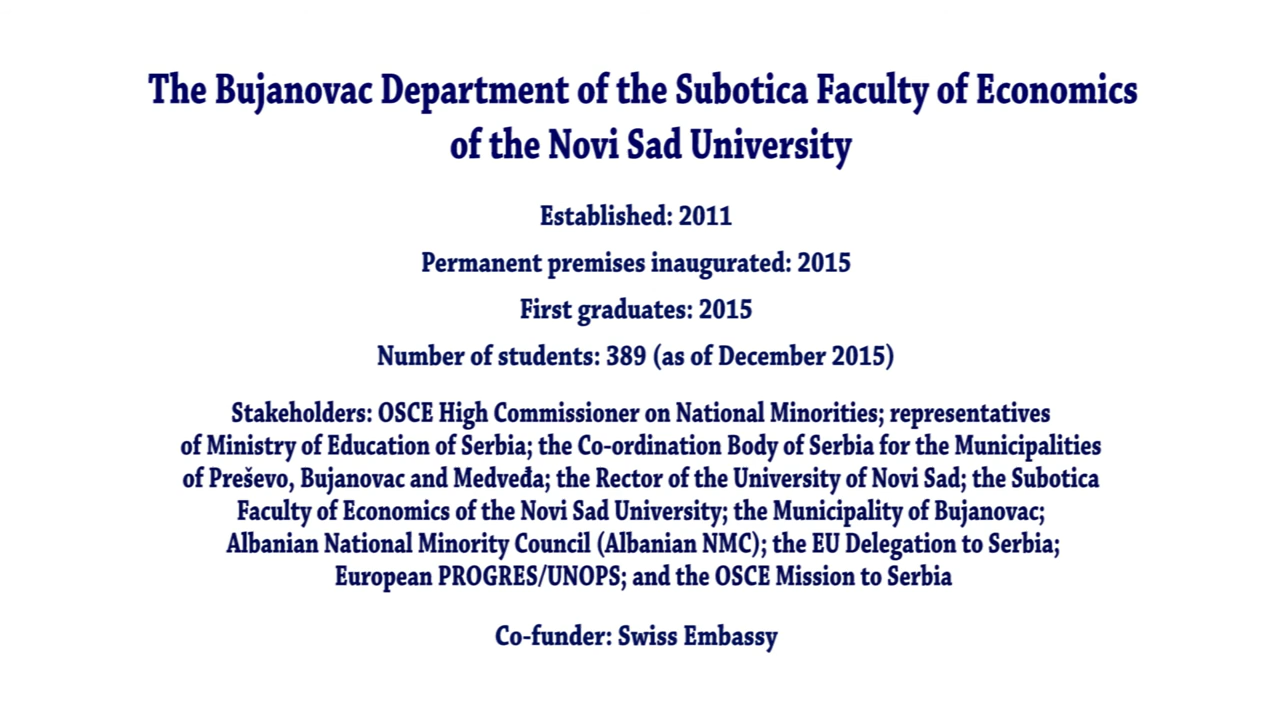 The Bujanovac Department of the Subotica Faculty of Economics
of the Novi Sad University
Established: 2011
Permanent premises inaugurated: 2015
First graduates: 2015
Number of students: 389 (as of December 2015)
Stakeholders: OSCE High Commissioner on National Minorities; representatives
of Ministry of Education of Serbia; the Co-ordination Body of Serbia for the Municipalities
of Preševo, Bujanovac and Medveđa; the Rector of the University of Novi Sad; the Subotica
Faculty of Economics of the Novi Sad University; the Municipality of Bujanovac;
Albanian National Minority Council (Albanian NMC); the EU Delegation to Serbia;
European PROGRES/UNOPS; and the OSCE Mission to Serbia
Co-funder: Swiss Embassy